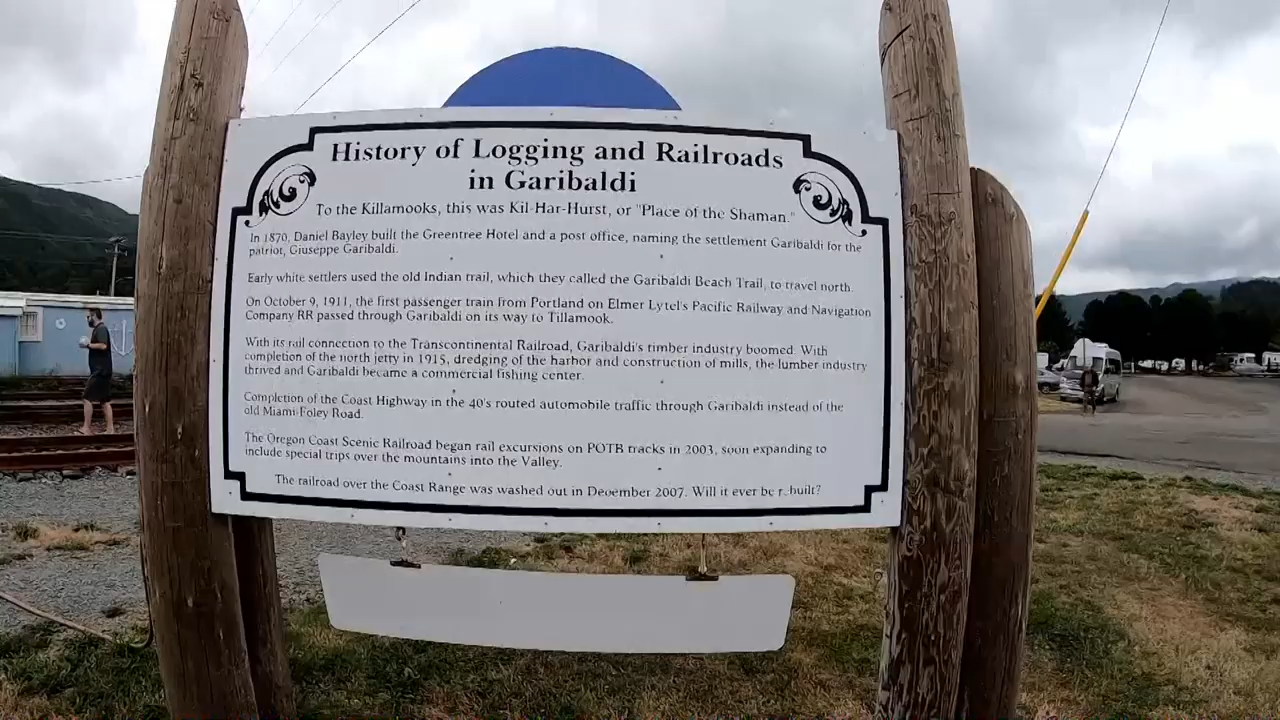 History of Logging and Railroads
in Garibaldi
To the Killamooks, this was Kil-Har-Hurst, or "Place of the Shaman."
In 1870, Daniel Bayley built the Greentree Hotel and a post office, naming the settlement Garibaldi for the
patriot, Giuseppe Garibaldi.
Early white settlers used the old Indian trail, which they called the Garibaldi Beach Trail, to travel north.
On October 9, 1911, the first passenger train from Portland on Elmer Lytel's Pacific Railway and Navigation
Company RR passed through Garibaldi on its way to Tillamook.
With its rail connection to the Transcontinental Railroad, Garibaldi's timber industry boomed. With
completion of the north jetty in 1915, dredging of the harbor and construction of mills, the lumber industry
thrived and Garibaldi became a commercial fishing center.
Completion of the Coast Highway in the 40's routed automobile traffic through Garibaldi instead of the
old Miami-Foley Road.
The Oregon Coast Scenic Railroad began rail excursions on POTB tracks in 2003, soon expanding to
include special trips over the mountains into the Valley.
The railroad over the Coast Range was washed out in December 2007. Will it ever be r. built?